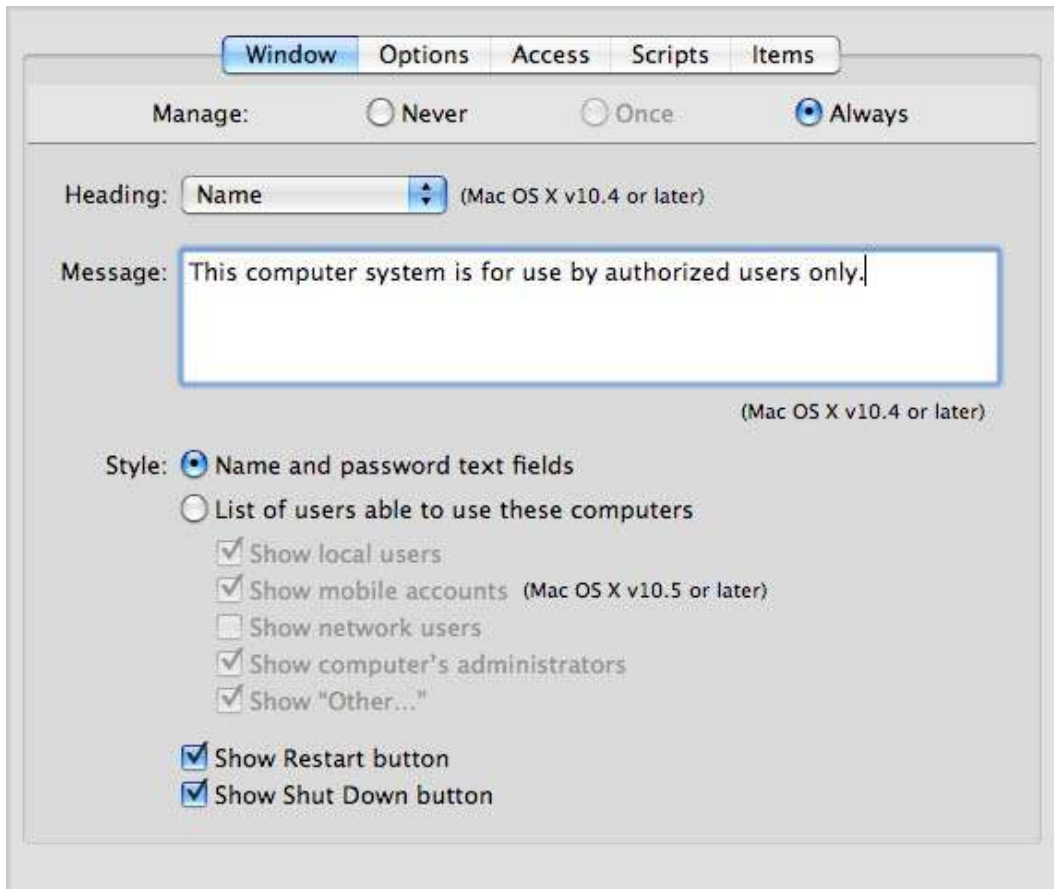 Window Options Access Scripts Items
Manage: Never Once Always
Heading: Name (Mac OS X v10.4 or later)
Message: This computer system is for use by authorized users only.
(Mac OS X v10.4 or later)
Style: Name and password text fields
List of users able to use these computers
Show local users
Show mobile accounts (Mac OS X v10.5 or later)
Show network users
Show computer's administrators
Show "Other..."
Show Restart button
Show Shut Down button